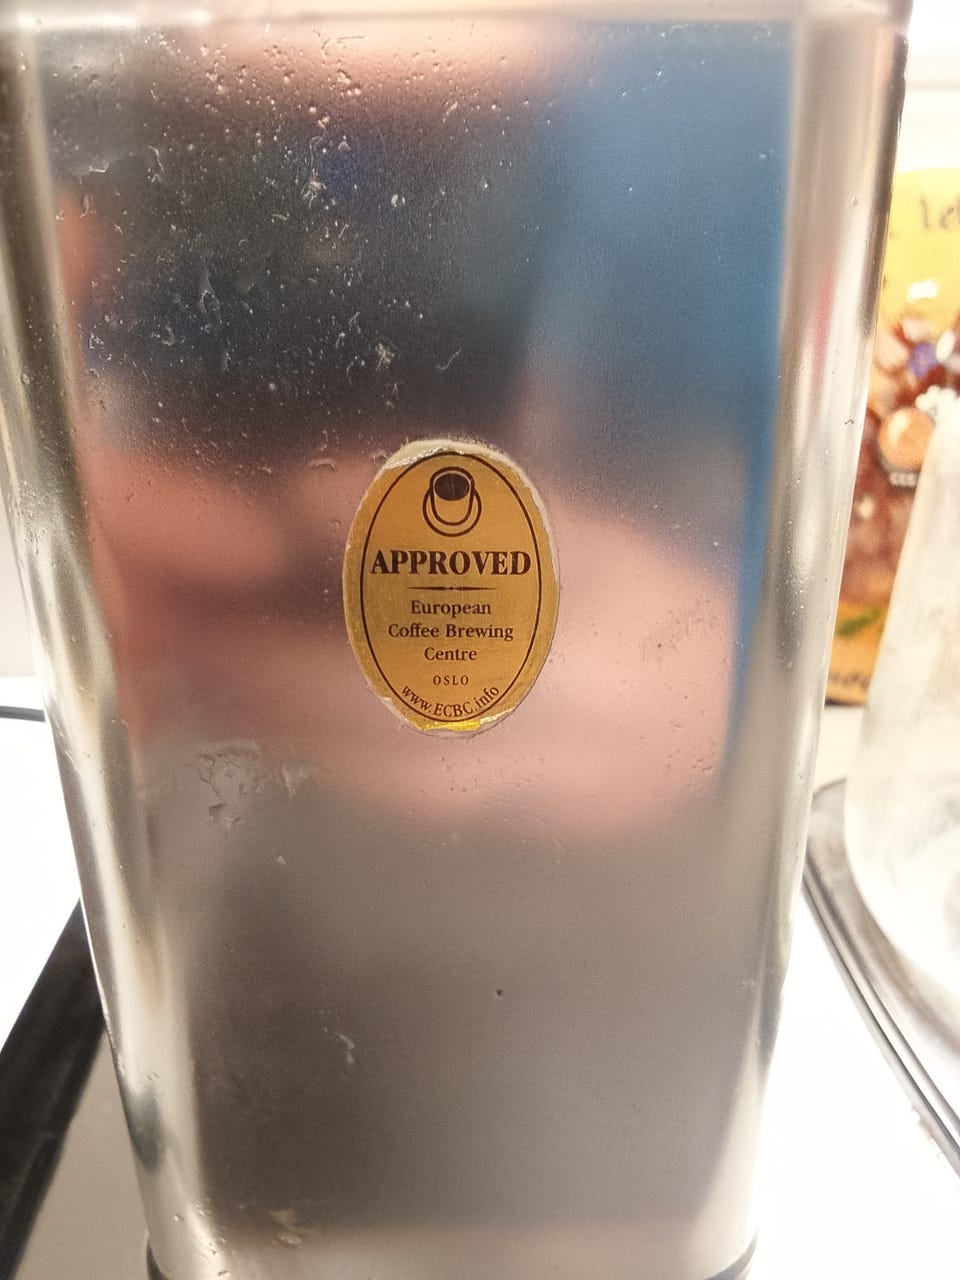 APPROVED
European
Coffee Brewing
Centre
OSLO
www.ECBC.info